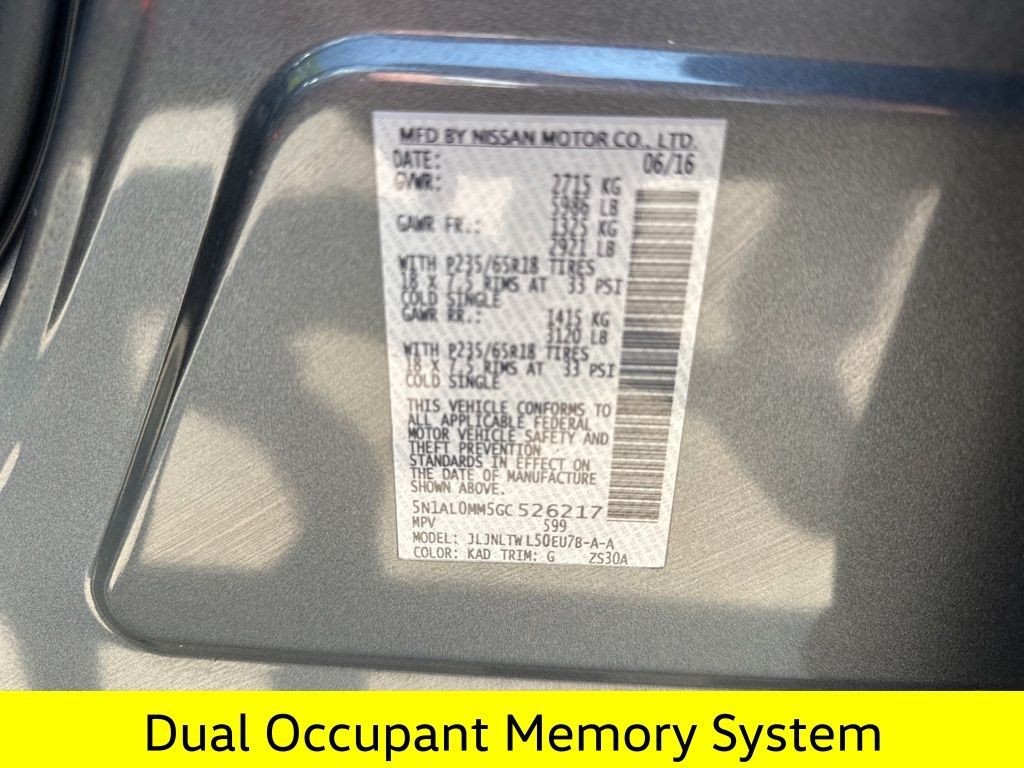 MFD BY NISSAN MOTOR CO., LTD.
DATE: 06/16
GVWR: 2715 KG
5986 LB
GAWR FR.: 1325 KG
2921 LB
WITH P235/65R18 TIRES
18 X 7.5 RIMS AT 33 PSI
COLD SINGLE
GAWR RR.: 1415 KG
3120 LB
WITH P235/65R18 TIRES
18 X 7.5 RIMS AT 33 PSI
COLD SINGLE
THIS VEHICLE CONFORMS TO
ALL APPLICABLE FEDERAL
MOTOR VEHICLE SAFETY AND
THEFT PREVENTION
STANDARDS IN EFFECT ON
THE DATE OF MANUFACTURE
SHOWN ABOVE.
5N1AL0MM5GC526217
MPV 599
MODEL: JLJNLTWL50EU7B-A-A
COLOR: KAD TRIM: G ZS30A
Dual Occupant Memory System